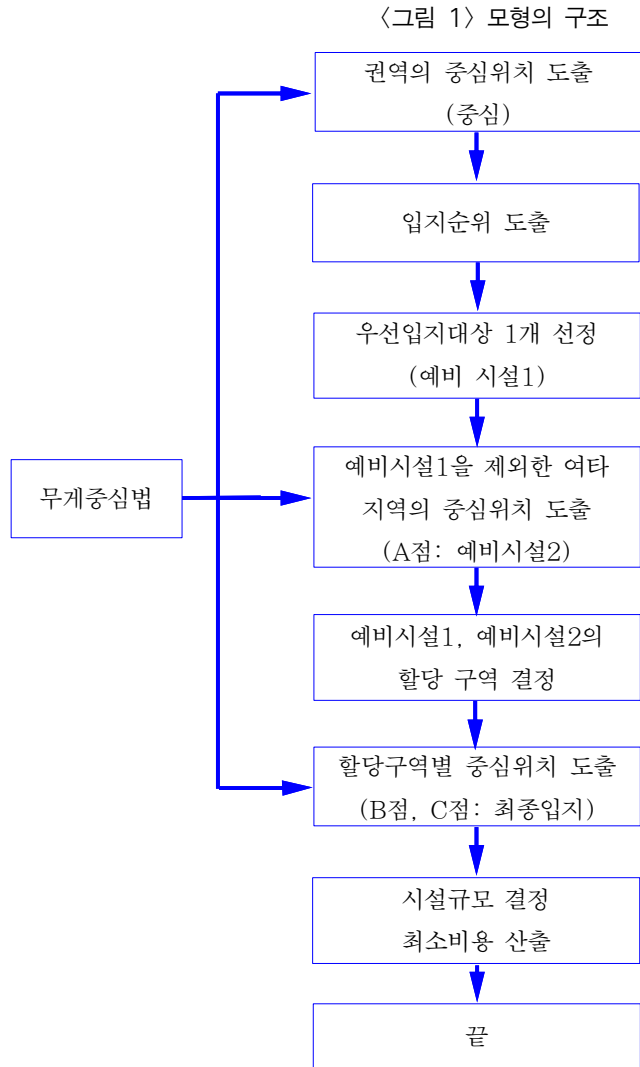 〈그림 1〉 모형의 구조
권역의 중심위치 도출
(중심)
입지순위 도출
우선입지대상 1개 선정
(예비 시설1)
무게중심법
예비시설1을 제외한 여타
지역의 중심위치 도출
(A점: 예비시설2)
예비시설1, 예비시설2의
할당 구역 결정
할당구역별 중심위치 도출
(B점, C점: 최종입지)
시설규모 결정
최소비용 산출
끝